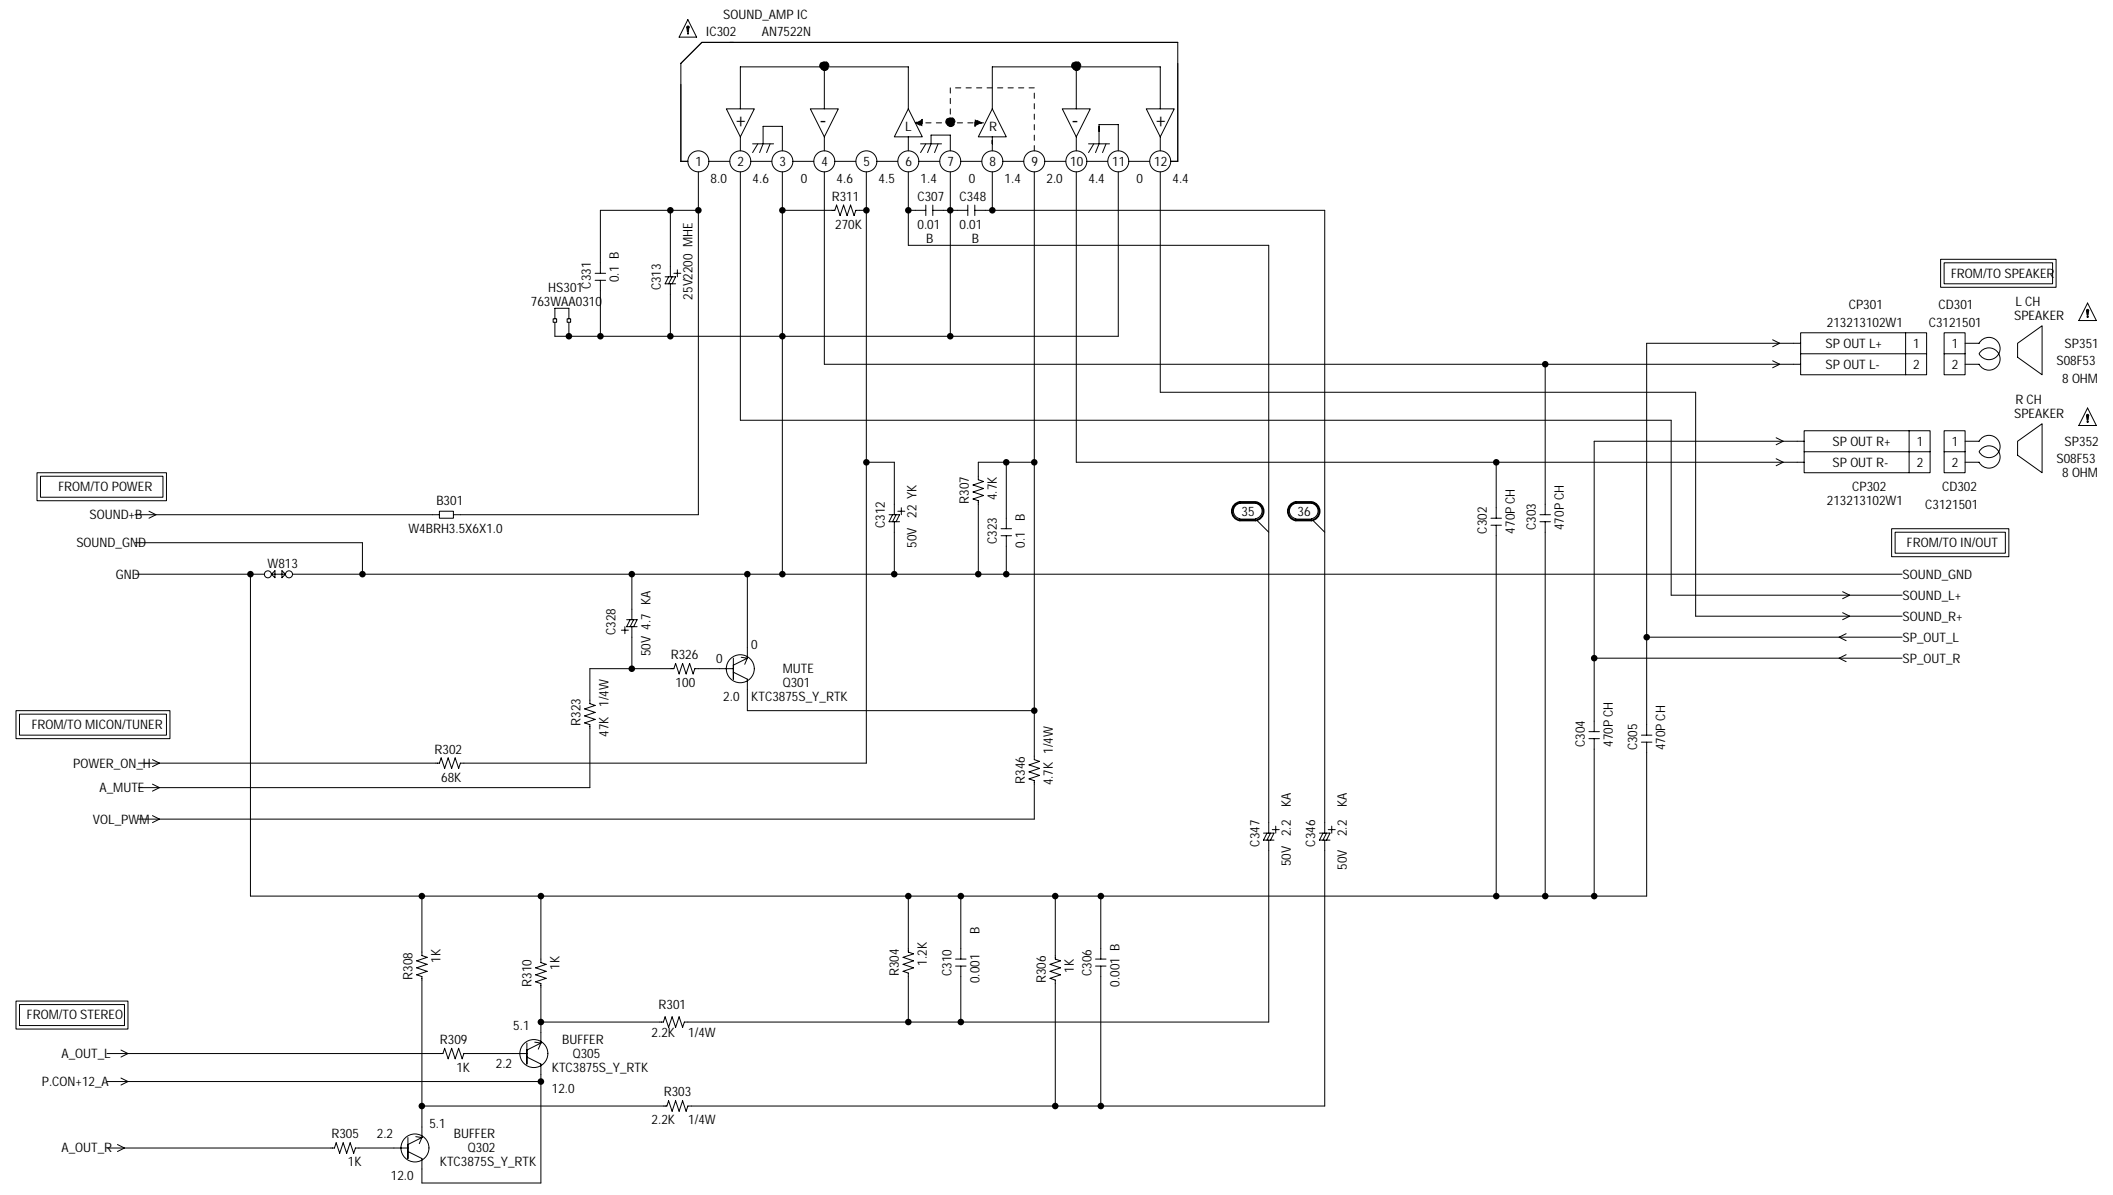 SOUND_AMP IC
IC302 AN7522N
+
-
L
R
-
+
1 2 3 4 5 6 7 8 9 10 11 12
8.0 4.6 0 4.6 4.5 1.4 0 1.4 2.0 4.4 0 4.4
R311
270K
C307
0.01
B
C348
0.01
B
C331
0.1 B
C313
+
25V2200 MHE
HS301
763WAA0310
FROM/TO SPEAKER
CP301
213213102W1
SP OUT L+ 1
SP OUT L- 2
CD301
C3121501
1
2
L CH
SPEAKER
SP351
S08F53
8 OHM
R CH
SPEAKER
SP352
S08F53
8 OHM
SP OUT R+ 1
SP OUT R- 2
1
2
CP302
213213102W1
CD302
C3121501
FROM/TO POWER
SOUND+B
B301
W4BRH3.5X6X1.0
SOUND_GND
GND
W813
C312
+
50V 22 YK
R307
4.7K
C323
0.1 B
35
36
C302
470P CH
C303
470P CH
FROM/TO IN/OUT
SOUND_GND
SOUND_L+
SOUND_R+
SP_OUT_L
SP_OUT_R
C328
+
50V 4.7 KA
R326
100
0
0
2.0
MUTE
Q301
KTC3875S_Y_RTK
R323
47K 1/4W
FROM/TO MICON/TUNER
POWER_ON_H
R302
68K
A_MUTE
VOL_PWM
R346
4.7K 1/4W
C304
470P CH
C305
470P CH
C347
+
50V 2.2 KA
C346
+
50V 2.2 KA
R308
1K
R310
1K
R304
1.2K
C310
0.001 B
R306
1K
C306
0.001 B
FROM/TO STEREO
A_OUT_L
R309
1K
5.1
2.2
BUFFER
Q305
KTC3875S_Y_RTK
12.0
R301
2.2K 1/4W
P.CON+12_A
R303
2.2K 1/4W
A_OUT_R
R305
1K
2.2
5.1
12.0
BUFFER
Q302
KTC3875S_Y_RTK